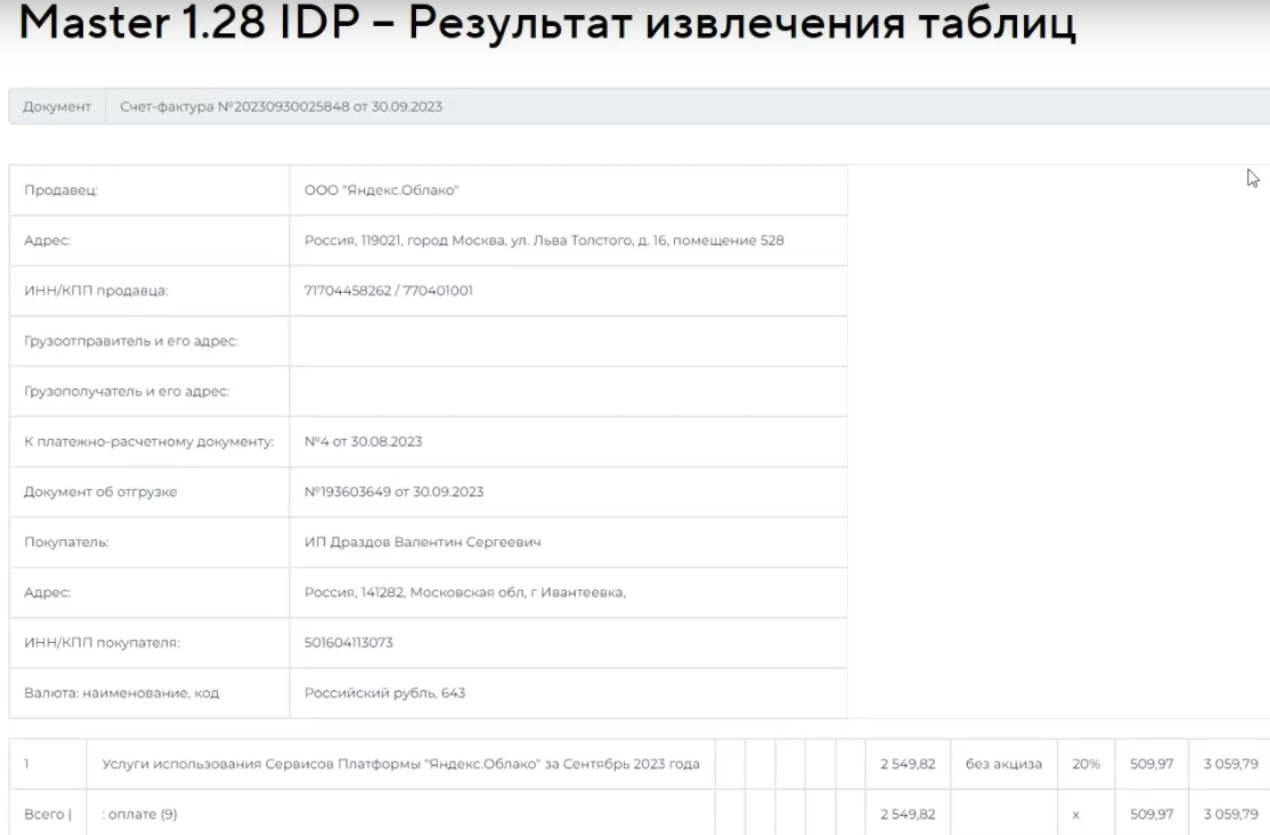 Master 1.28 IDP – Результат извлечения таблиц
Документ Счет-фактура №20230930025848 от 30.09.2023
Продавец: ООО "Яндекс.Облако"
Адрес: Россия, 119021, город Москва, ул. Льва Толстого, д. 16, помещение 528
ИНН/КПП продавца: 71704458262 / 770401001
Грузоотправитель и его адрес:
Грузополучатель и его адрес:
К платежно-расчетному документу: №4 от 30.08.2023
Документ об отгрузке №193603649 от 30.09.2023
Покупатель: ИП Драздов Валентин Сергеевич
Адрес: Россия, 141282, Московская обл, г Ивантеевка,
ИНН/КПП покупателя: 501604113073
Валюта: наименование, код Российский рубль, 643
1 Услуги использования Сервисов Платформы "Яндекс.Облако" за Сентябрь 2023 года 2 549,82 без акциза 20% 509,97 3 059,79
Всего | : оплате (9) 2 549,82 x 509,97 3 059,79